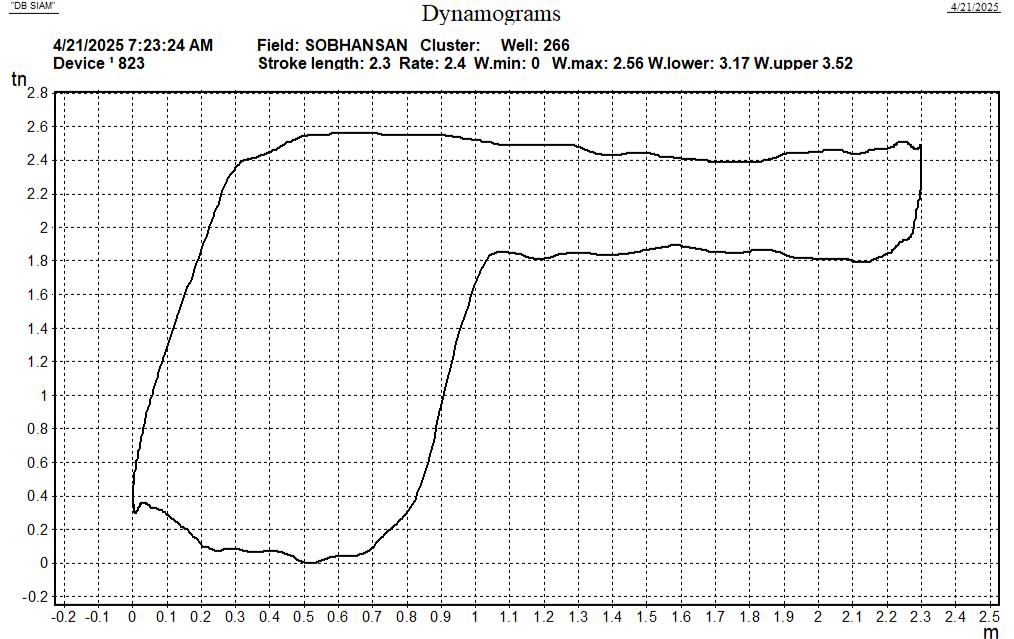 "DB SIAM"
4/21/2025
Dynamograms
4/21/2025 7:23:24 AM Field: SOBHANSAN Cluster: Well: 266
Device ¹ 823 Stroke length: 2.3 Rate: 2.4 W.min: 0 W.max: 2.56 W.lower: 3.17 W.upper 3.52
tn
2.8
2.6
2.4
2.2
2
1.8
1.6
1.4
1.2
1
0.8
0.6
0.4
0.2
0
-0.2
-0.2 -0.1 0 0.1 0.2 0.3 0.4 0.5 0.6 0.7 0.8 0.9 1 1.1 1.2 1.3 1.4 1.5 1.6 1.7 1.8 1.9 2 2.1 2.2 2.3 2.4 2.5
m